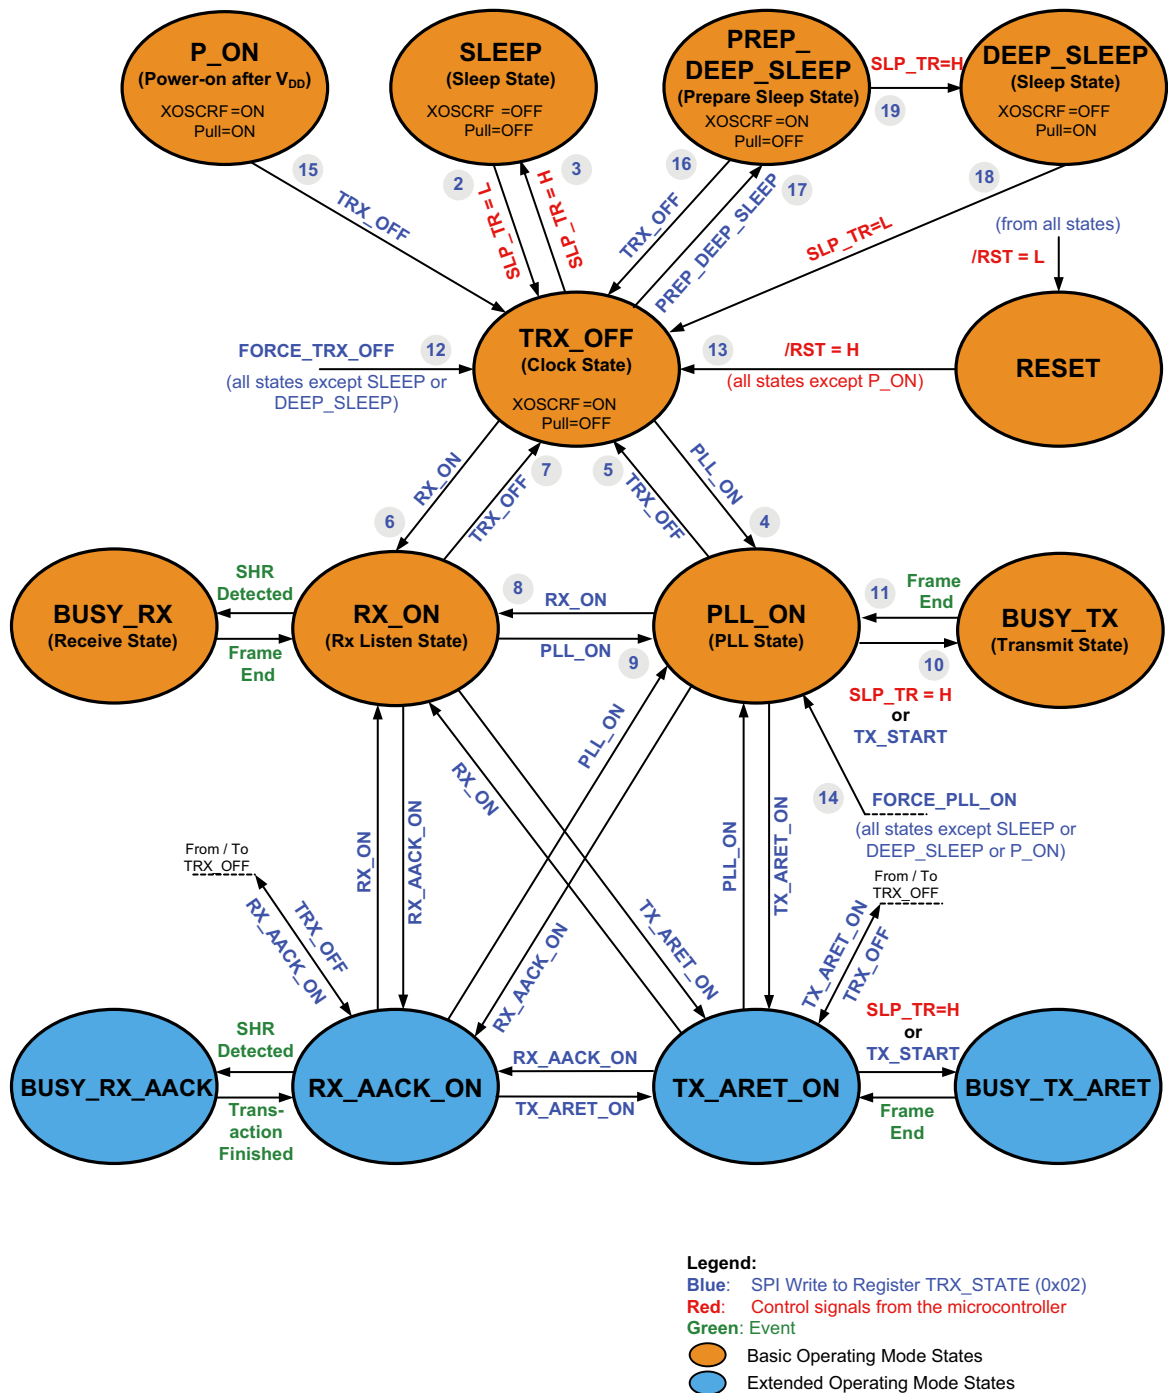 P_ON
(Power-on after VDD)
XOSCRF=ON
Pull=ON
SLEEP
(Sleep State)
XOSCRF =OFF
Pull=OFF
PREP_
DEEP_SLEEP
(Prepare Sleep State)
XOSCRF=ON
Pull=OFF
SLP_TR=H
19
DEEP_SLEEP
(Sleep State)
XOSCRF=OFF
Pull=ON
15
TRX_OFF
2
SLP_TR = L
3
SLP_TR = H
16
TRX_OFF
17
PREP_DEEP_SLEEP
18
SLP_TR=L
(from all states)
/RST = L
TRX_OFF
(Clock State)
XOSCRF=ON
Pull=OFF
FORCE_TRX_OFF
12
(all states except SLEEP or
DEEP_SLEEP)
13
/RST = H
(all states except P_ON)
RESET
RX_ON
6
7
TRX_OFF
5
TRX_OFF
PLL_ON
4
BUSY_RX
(Receive State)
SHR
Detected
Frame
End
RX_ON
(Rx Listen State)
8
RX_ON
PLL_ON
9
PLL_ON
(PLL State)
11
Frame
End
10
SLP_TR = H
or
TX_START
BUSY_TX
(Transmit State)
14
FORCE_PLL_ON
(all states except SLEEP or
DEEP_SLEEP or P_ON)
RX_ON
RX_AACK_ON
RX_ON
TX_ARET_ON
PLL_ON
RX_AACK_ON
PLL_ON
TX_ARET_ON
From / To
TRX_OFF
TRX_OFF
RX_AACK_ON
From / To
TRX_OFF
TX_ARET_ON
TRX_OFF
BUSY_RX_AACK
SHR
Detected
Trans-
action
Finished
RX_AACK_ON
RX_AACK_ON
TX_ARET_ON
TX_ARET_ON
SLP_TR=H
or
TX_START
Frame
End
BUSY_TX_ARET
Legend:
Blue: SPI Write to Register TRX_STATE (0x02)
Red: Control signals from the microcontroller
Green: Event
Basic Operating Mode States
Extended Operating Mode States